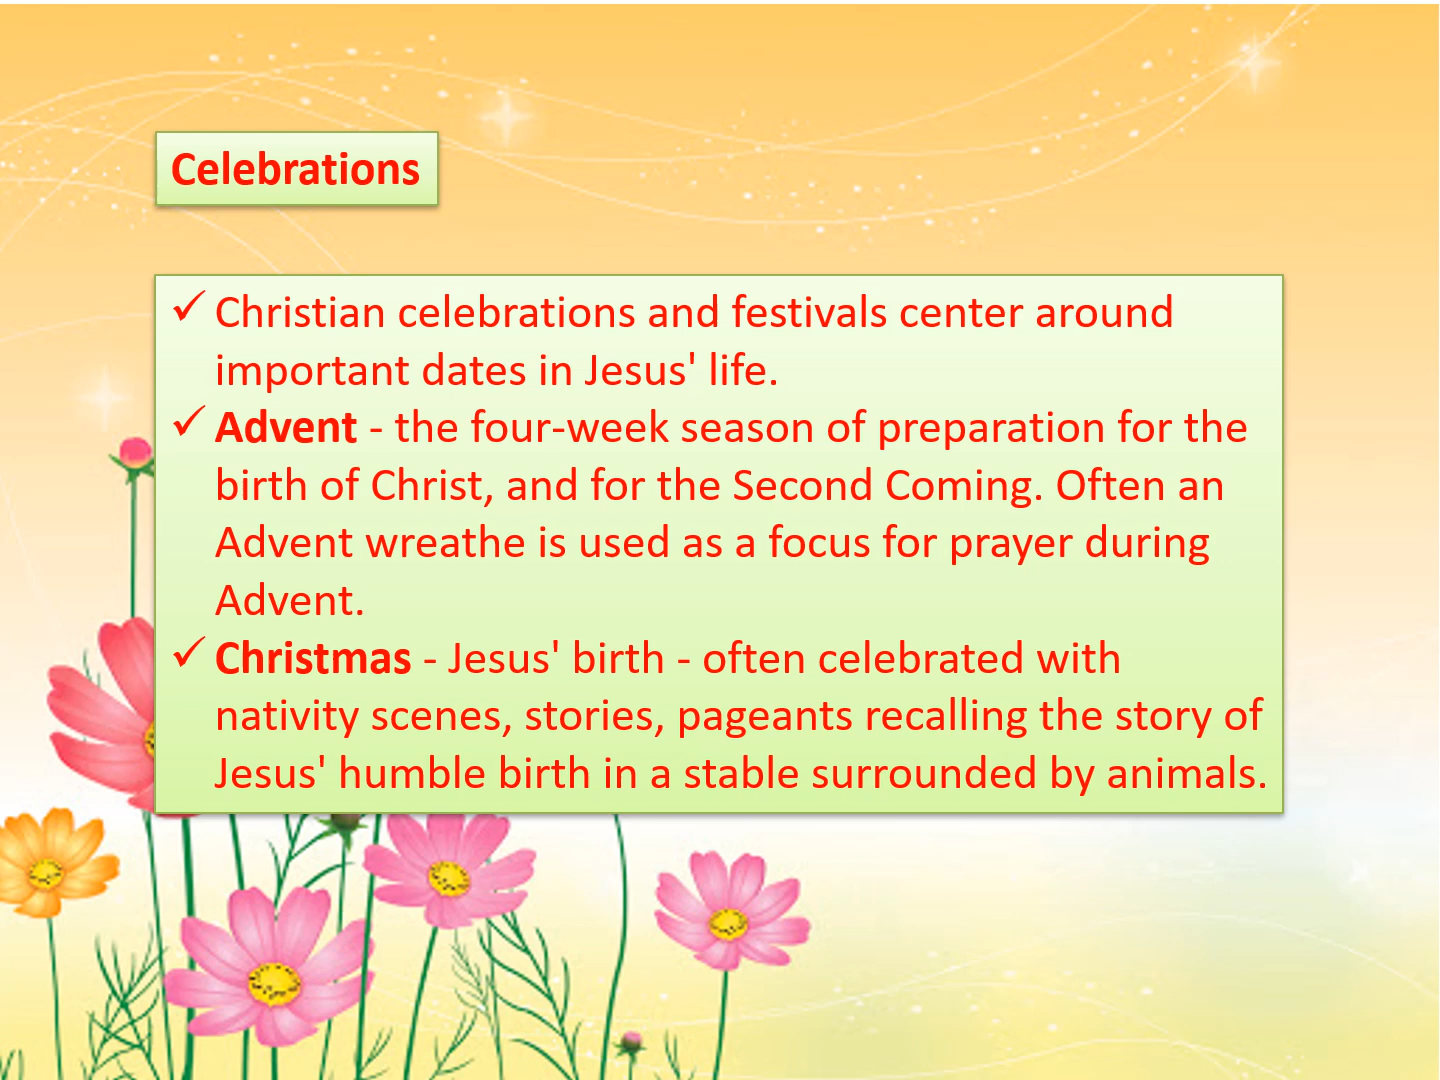 Celebrations
✓ Christian celebrations and festivals center around
important dates in Jesus' life.
✓ Advent - the four-week season of preparation for the
birth of Christ, and for the Second Coming. Often an
Advent wreathe is used as a focus for prayer during
Advent.
✓ Christmas - Jesus' birth - often celebrated with
nativity scenes, stories, pageants recalling the story of
Jesus' humble birth in a stable surrounded by animals.